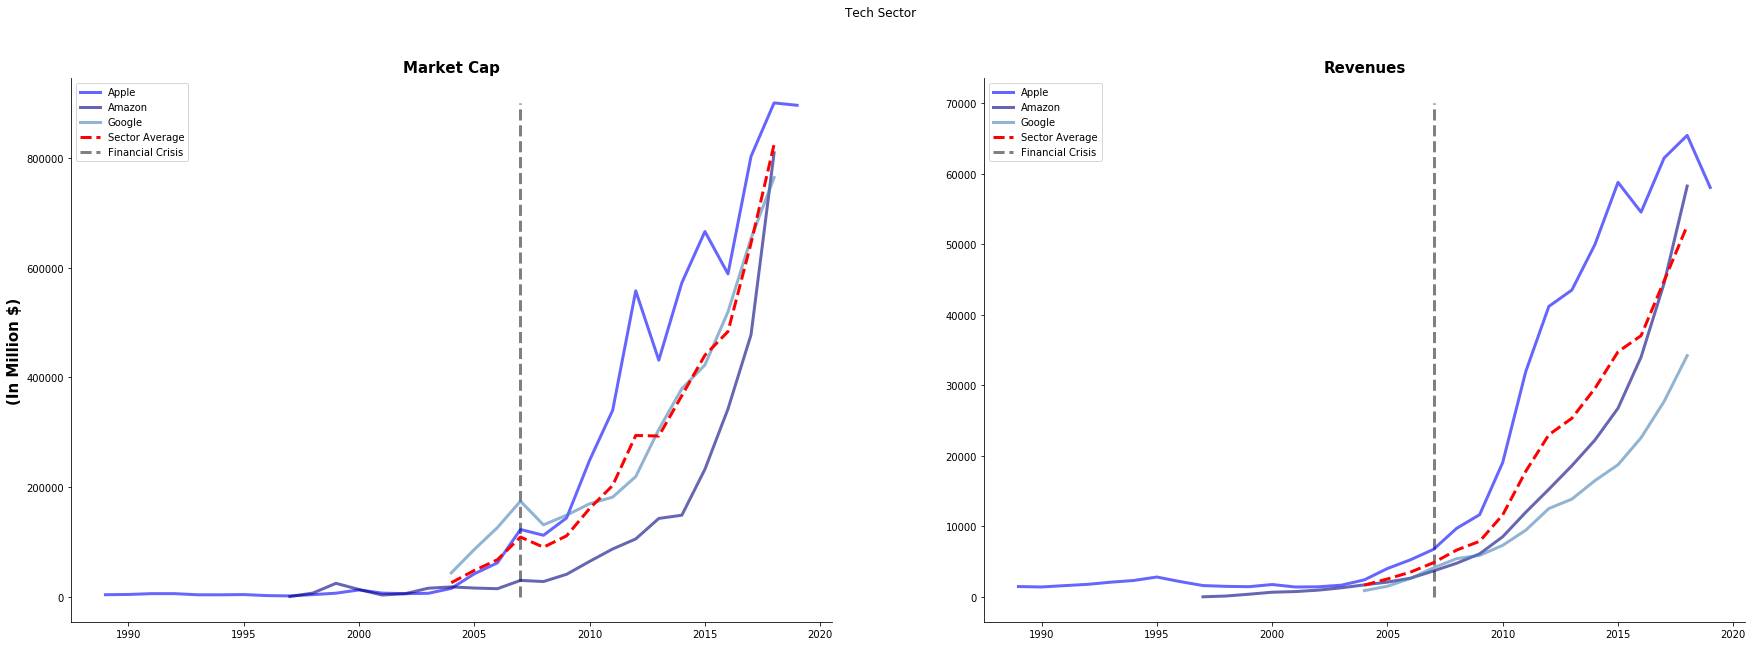 Tech Sector
Market Cap
Apple
Amazon
Google
Sector Average
Financial Crisis
(In Million $)
800000
600000
400000
200000
0
1990 1995 2000 2005 2010 2015 2020
Revenues
Apple
Amazon
Google
Sector Average
Financial Crisis
70000
60000
50000
40000
30000
20000
10000
0
1990 1995 2000 2005 2010 2015 2020